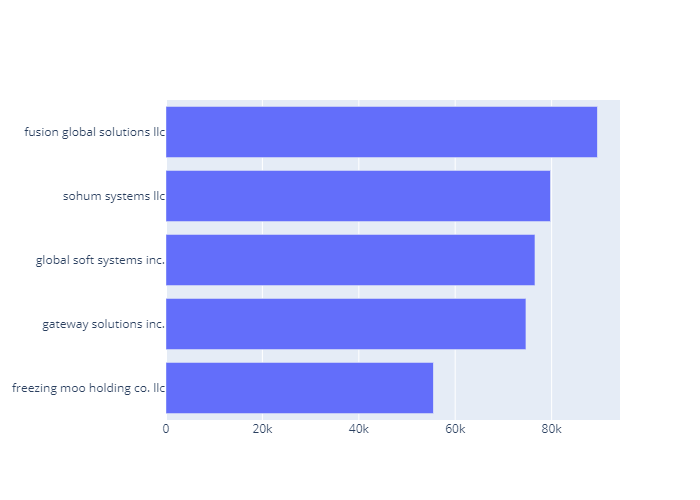 fusion global solutions llc
sohum systems llc
global soft systems inc.
gateway solutions inc.
freezing moo holding co. llc
0 20k 40k 60k 80k